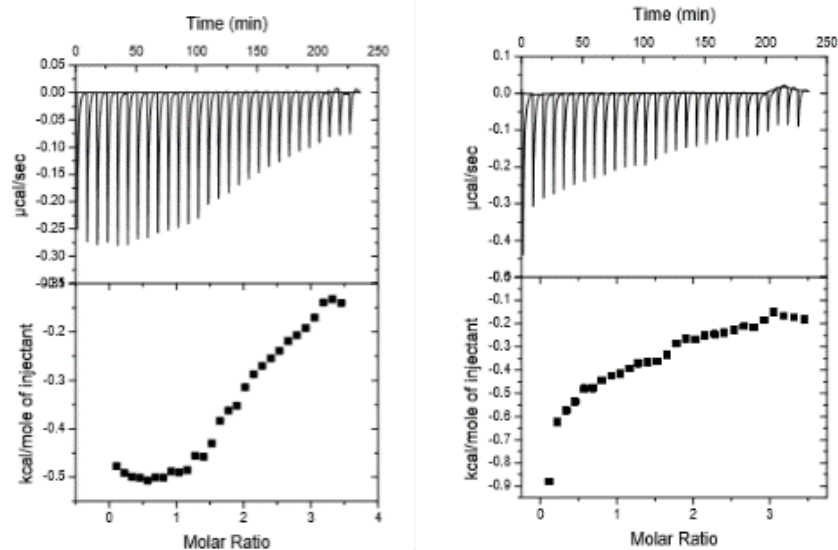 Time (min)
0 50 100 150 200 250
0.05
0.00
-0.05
-0.10
-0.15
-0.20
-0.25
-0.30
µcal/sec
-0.2
-0.3
-0.4
-0.5
kcal/mole of injectant
0 1 2 3 4
Molar Ratio
Time (min)
0 50 100 150 200 250
0.1
0.0
-0.1
-0.2
-0.3
-0.4
µcal/sec
-0.1
-0.2
-0.3
-0.4
-0.5
-0.6
-0.7
-0.8
-0.9
kcal/mole of injectant
0 1 2 3
Molar Ratio